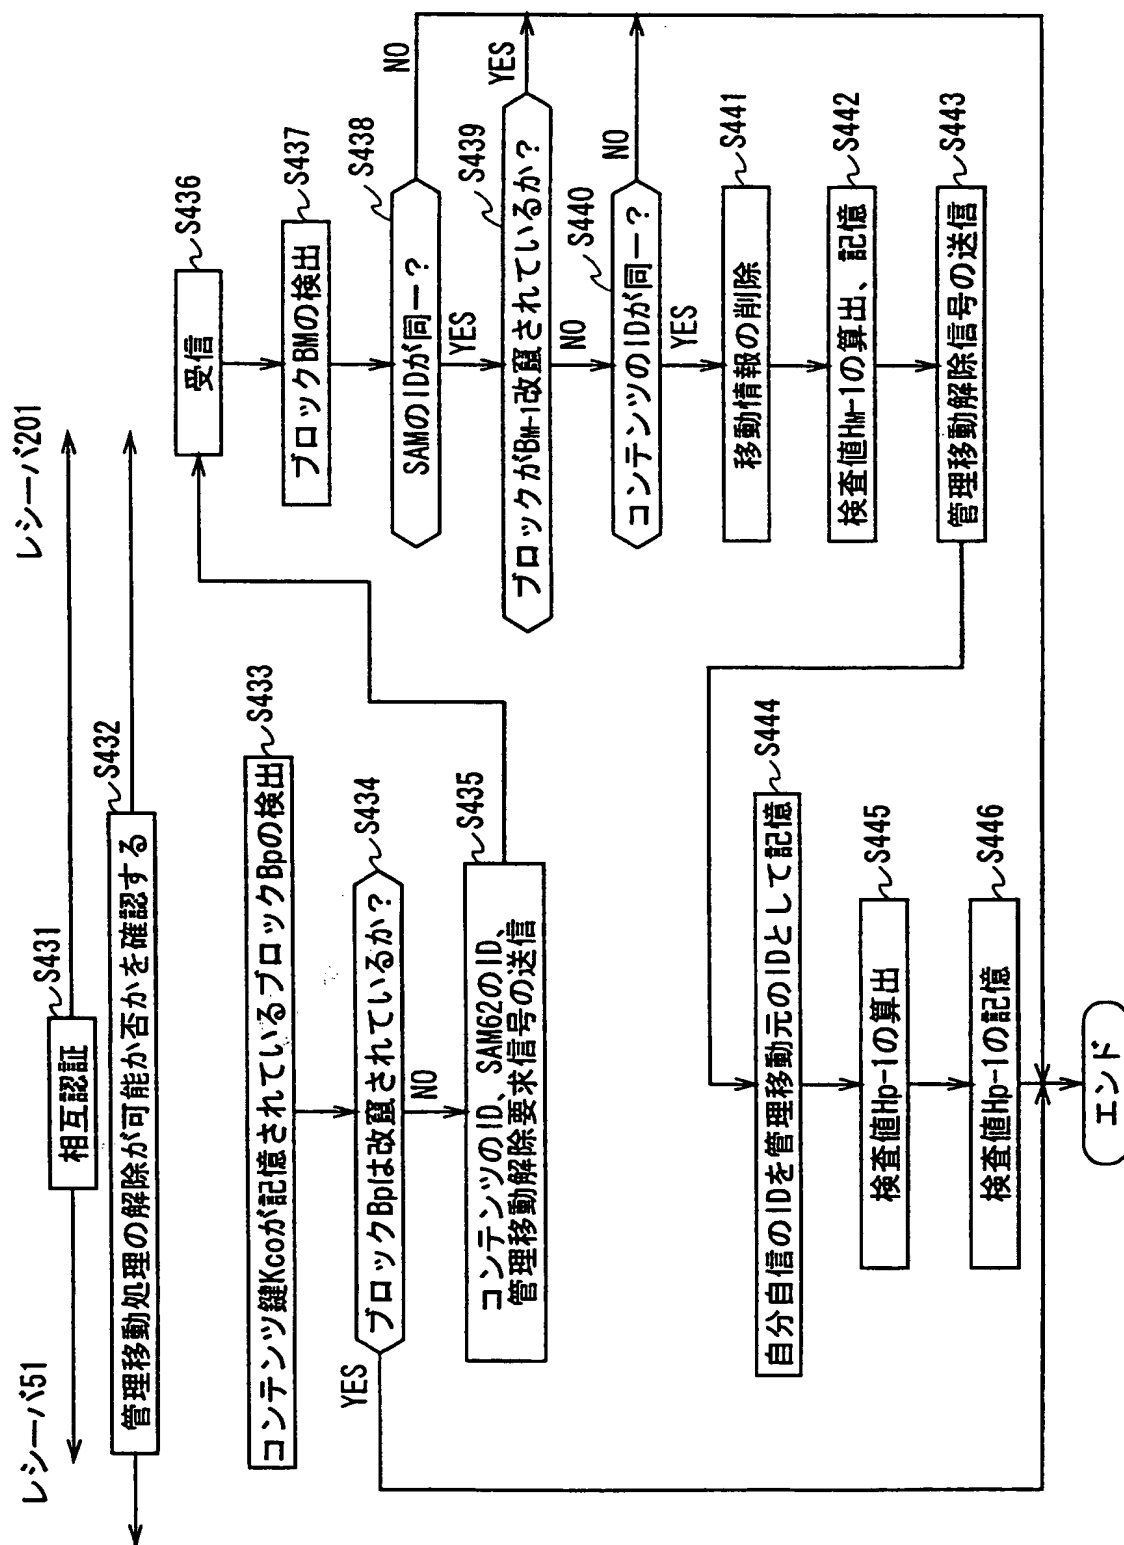 レシーバ51
レシーバ201
相互認証
S431
管理移動処理の解除が可能か否かを確認する
S432
コンテンツ鍵Kcoが記憶されているブロックBpの検出
S433
ブロックBpは改竄されているか?
S434
YES
NO
コンテンツのID、SAM62のID、
管理移動解除要求信号の送信
S435
受信
S436
ブロックBMの検出
S437
SAMのIDが同一?
S438
NO
YES
ブロックがBM-1改竄されているか?
S439
YES
NO
コンテンツのIDが同一?
S440
NO
YES
移動情報の削除
S441
検査値HM-1の算出、記憶
S442
管理移動解除信号の送信
S443
自分自信のIDを管理移動元のIDとして記憶
S444
検査値Hp-1の算出
S445
検査値Hp-1の記憶
S446
エンド